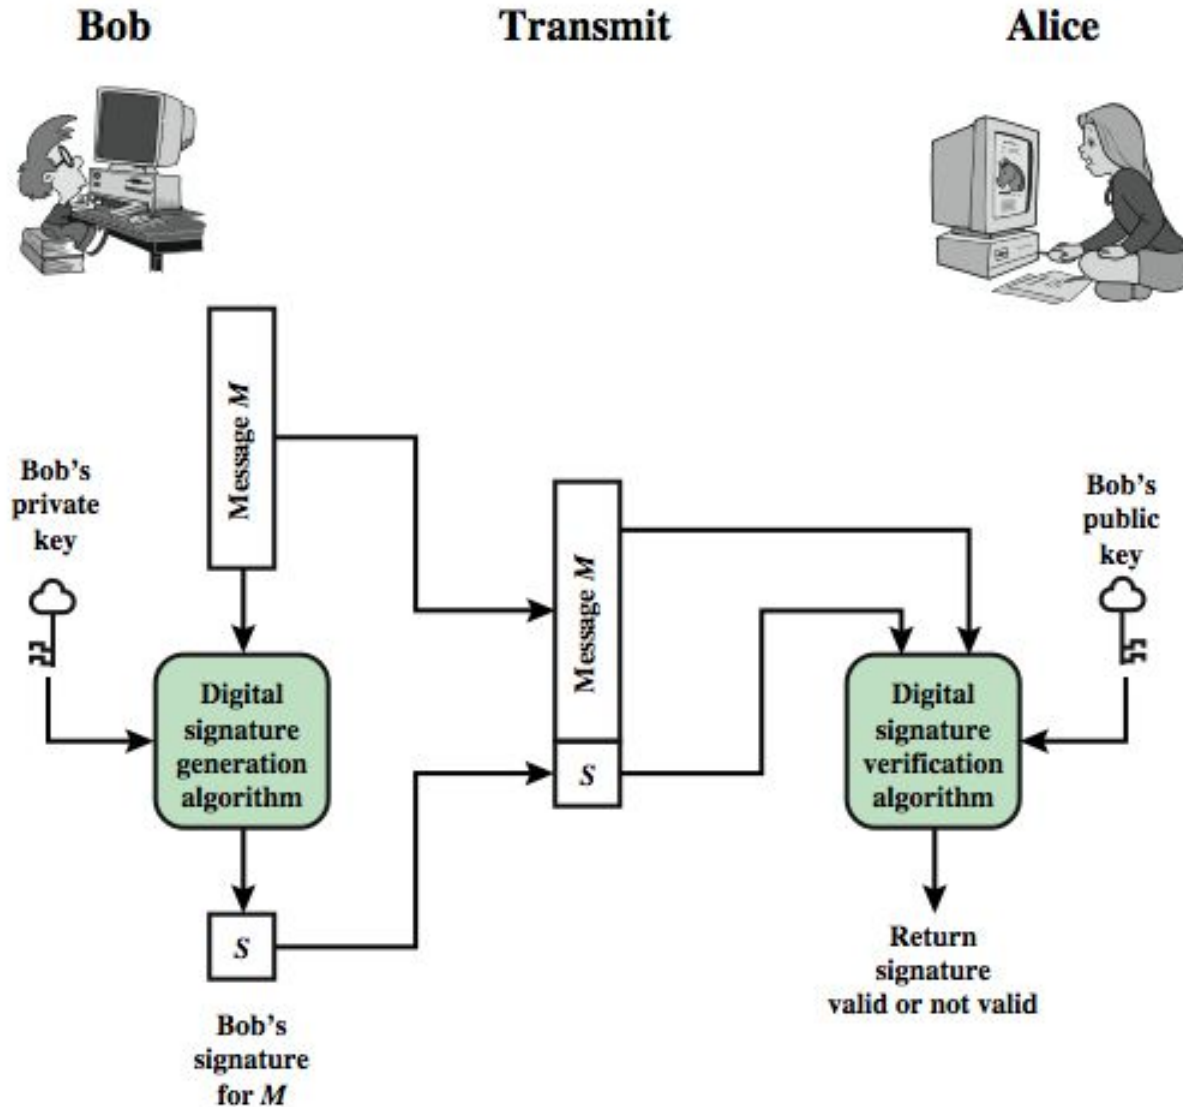 Bob
Transmit
Alice
Message M
Bob's
private
key
Digital
signature
generation
algorithm
S
Bob's
signature
for M
Message M
S
Bob's
public
key
Digital
signature
verification
algorithm
Return
signature
valid or not valid